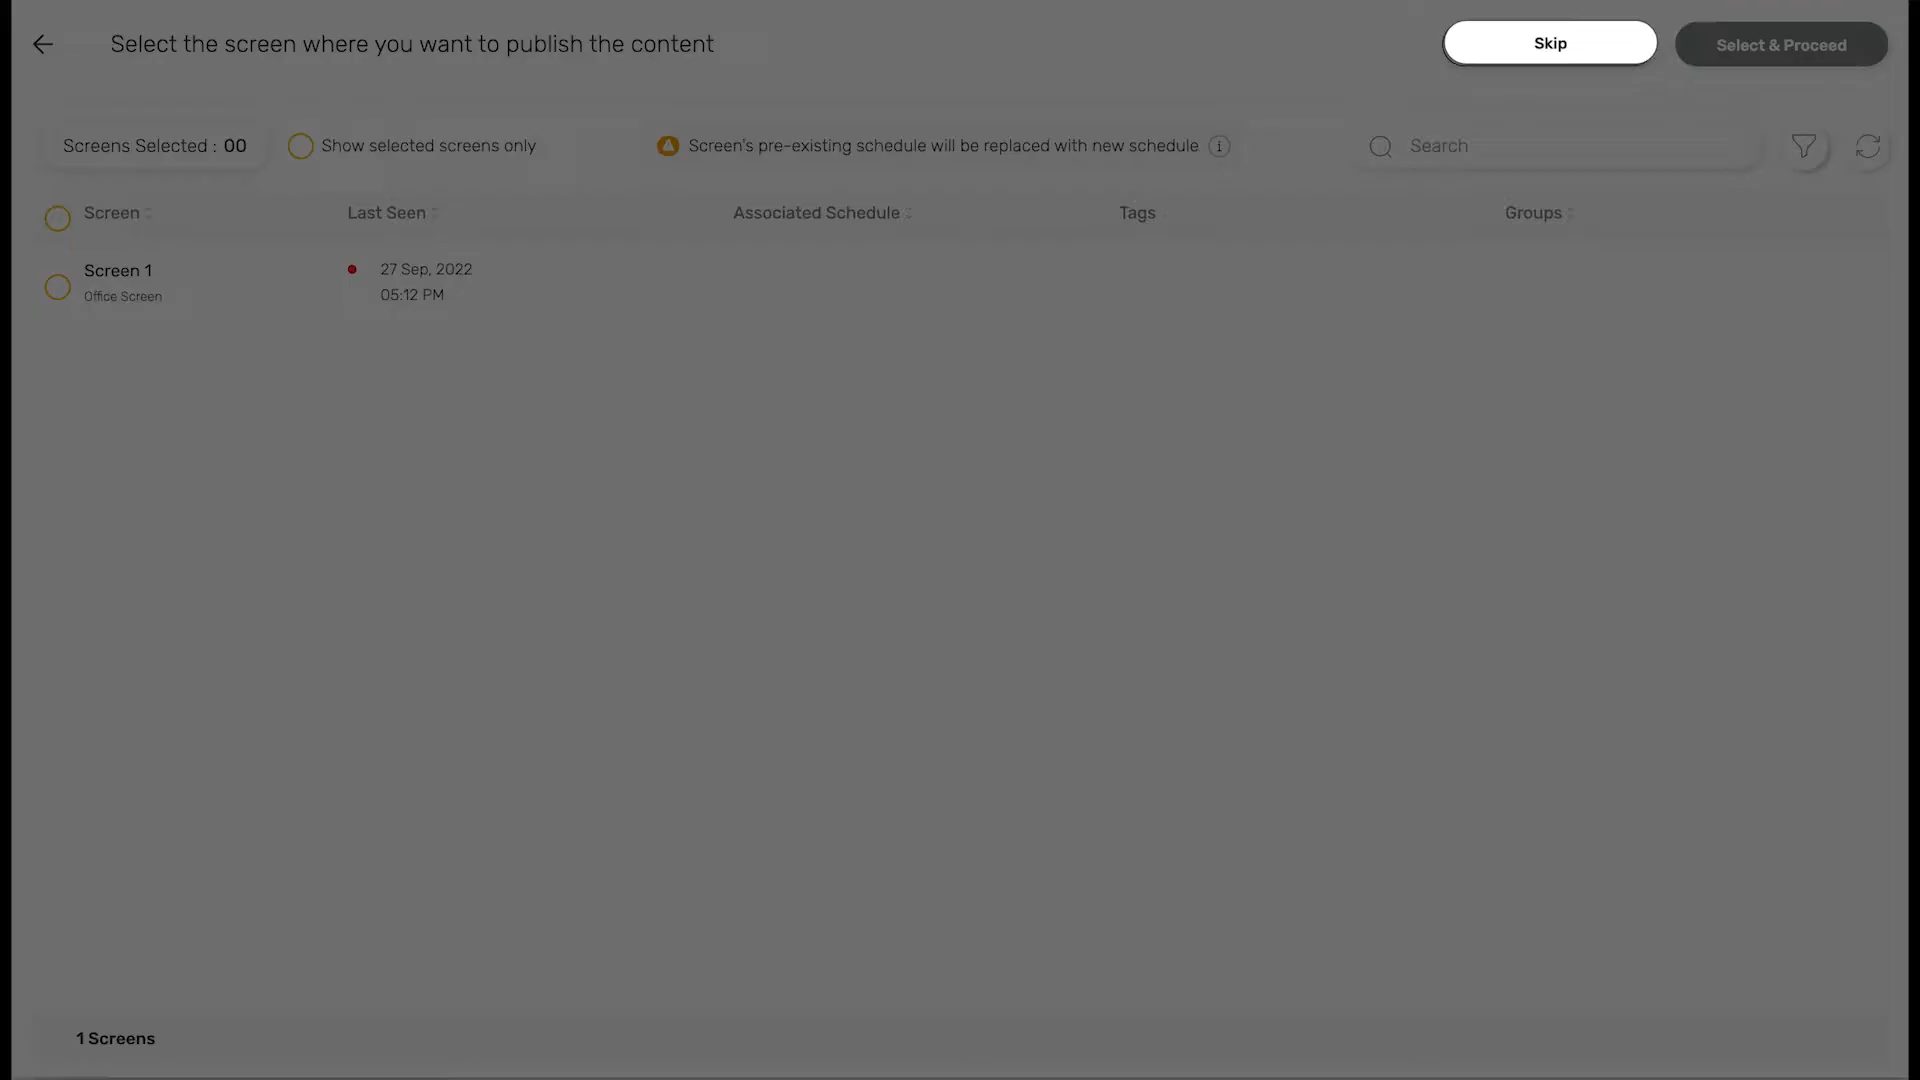 Select the screen where you want to publish the content
Skip
Select & Proceed
Screens Selected : 00
Show selected screens only
Screen's pre-existing schedule will be replaced with new schedule
Search
Screen
Last Seen
Associated Schedule
Tags
Groups
Screen 1
Office Screen
27 Sep, 2022
05:12 PM
1 Screens